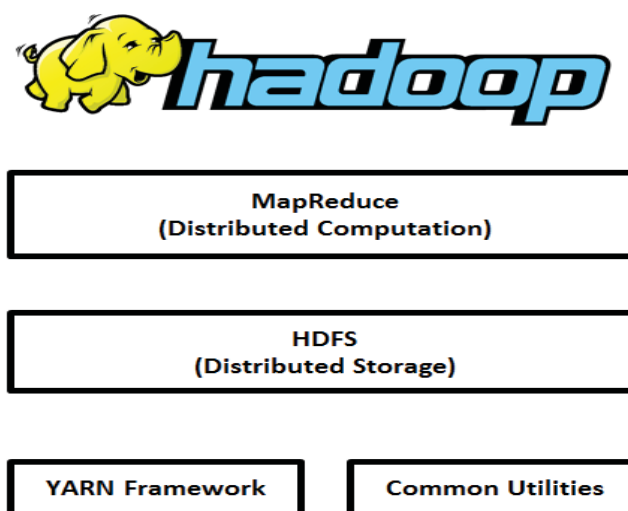 hadoop
MapReduce
(Distributed Computation)
HDFS
(Distributed Storage)
YARN Framework
Common Utilities